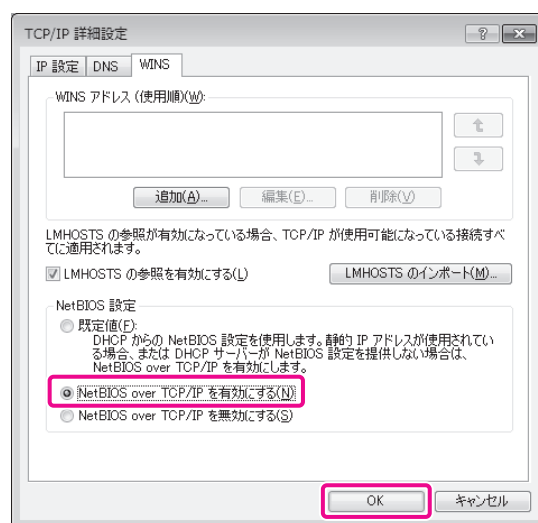 TCP/IP 詳細設定
IP 設定 DNS WINS
WINS アドレス (使用順)(W):
追加(A)... 編集(E)... 削除(V)
LMHOSTS の参照が有効になっている場合、TCP/IP が使用可能になっている接続すべ
てに適用されます。
LMHOSTS の参照を有効にする(L) LMHOSTS のインポート(M)...
NetBIOS 設定
既定値(F):
DHCP からの NetBIOS 設定を使用します。静的 IP アドレスが使用されてい
る場合、または DHCP サーバーが NetBIOS 設定を提供しない場合は、
NetBIOS over TCP/IP を有効にします。
NetBIOS over TCP/IP を有効にする(N)
NetBIOS over TCP/IP を無効にする(S)
OK キャンセル